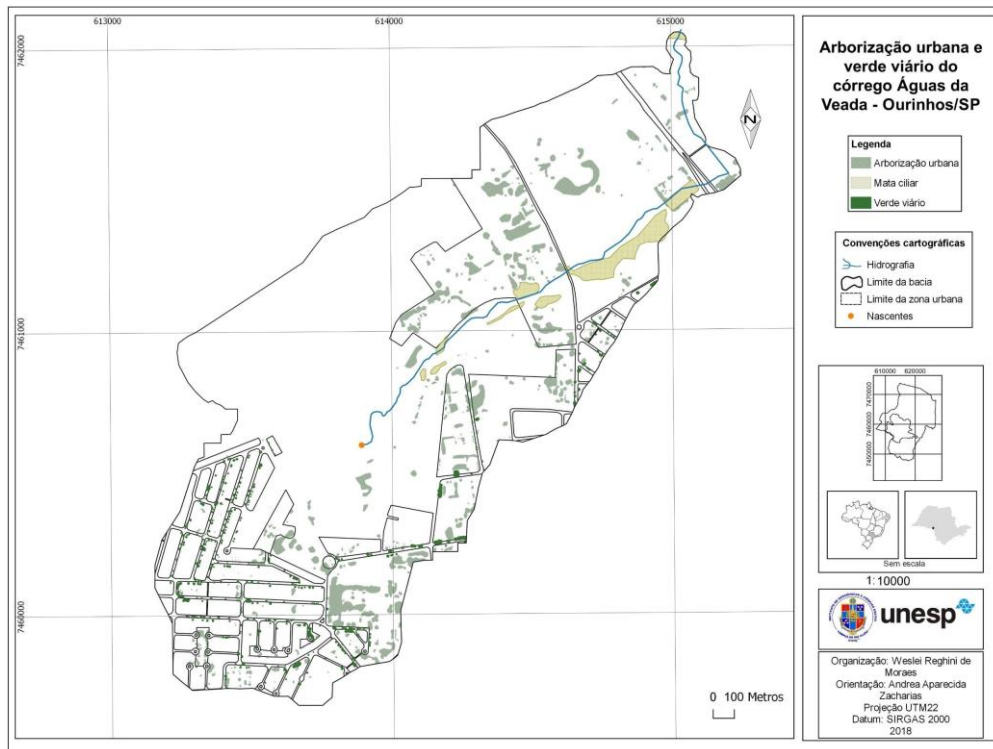 613000
614000
615000
7462000
7461000
7460000
N
0 100 Metros
Arborização urbana e
verde viário do
córrego Águas da
Veada - Ourinhos/SP
Legenda
Arborização urbana
Mata ciliar
Verde viário
Convenções cartográficas
Hidrografia
Limite da bacia
Limite da zona urbana
Nascentes
610000 620000
7470000
7460000
7450000
Sem escala
1:10000
unesp
Organização: Weslei Reghini de
Moraes
Orientação: Andrea Aparecida
Zacharias
Projeção UTM22
Datum: SIRGAS 2000
2018